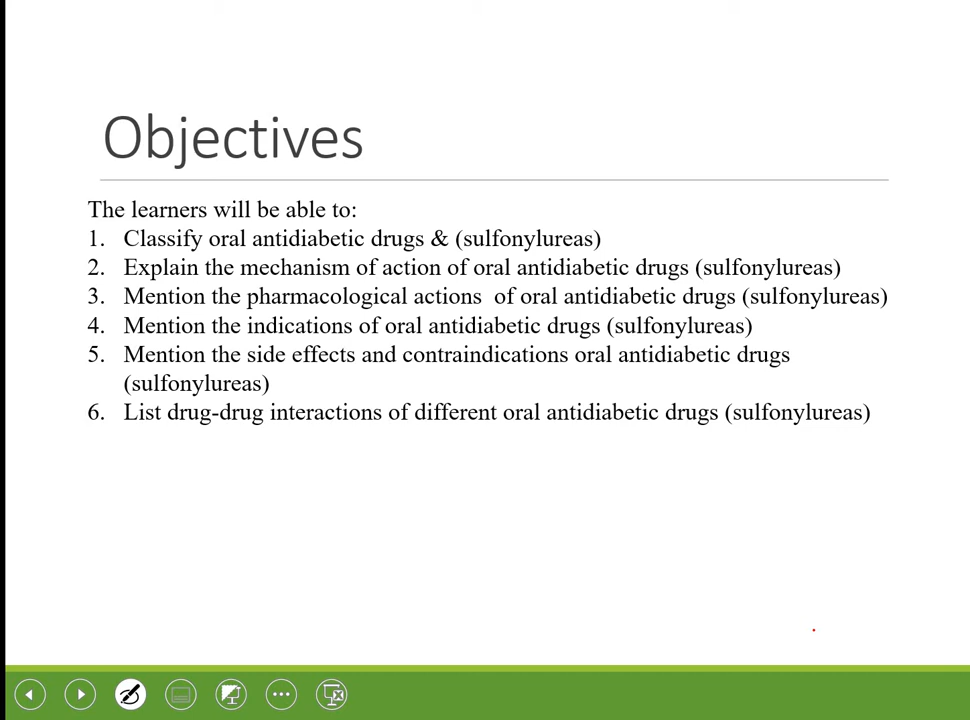 Objectives
The learners will be able to:
1. Classify oral antidiabetic drugs & (sulfonylureas)
2. Explain the mechanism of action of oral antidiabetic drugs (sulfonylureas)
3. Mention the pharmacological actions  of oral antidiabetic drugs (sulfonylureas)
4. Mention the indications of oral antidiabetic drugs (sulfonylureas)
5. Mention the side effects and contraindications oral antidiabetic drugs
(sulfonylureas)
6. List drug-drug interactions of different oral antidiabetic drugs (sulfonylureas)